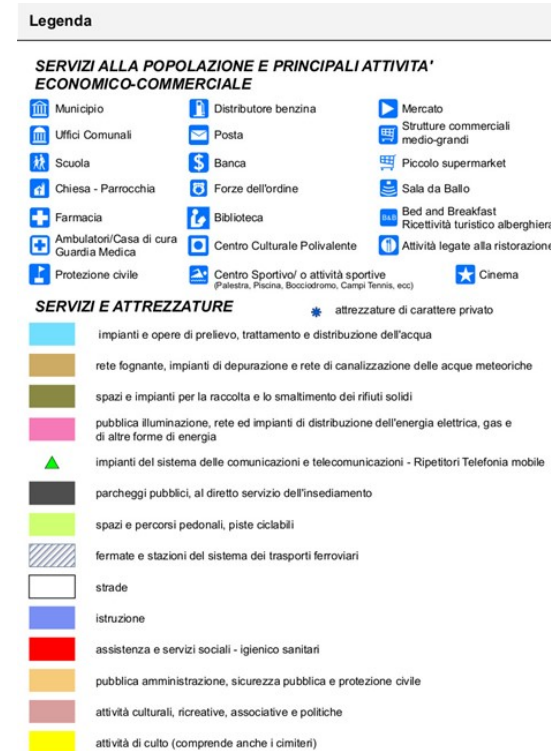 Legenda
SERVIZI ALLA POPOLAZIONE E PRINCIPALI ATTIVITA'
ECONOMICO-COMMERCIALE
Municipio
Distributore benzina
Mercato
Uffici Comunali
Posta
Strutture commerciali
medio-grandi
Scuola
$
Banca
Piccolo supermarket
Chiesa - Parrocchia
Forze dell'ordine
Sala da Ballo
Farmacia
Biblioteca
B&B
Bed and Breakfast
Ricettività turistico alberghiera
Ambulatori/Casa di cura
Guardia Medica
Centro Culturale Polivalente
Attività legate alla ristorazione
Protezione civile
Centro Sportivo/ o attività sportive
(Palestra, Piscina, Bocciodromo, Campi Tennis, ecc)
Cinema
SERVIZI E ATTREZZATURE
attrezzature di carattere privato
impianti e opere di prelievo, trattamento e distribuzione dell'acqua
rete fognante, impianti di depurazione e rete di canalizzazione delle acque meteoriche
spazi e impianti per la raccolta e lo smaltimento dei rifiuti solidi
pubblica illuminazione, rete ed impianti di distribuzione dell'energia elettrica, gas e
di altre forme di energia
impianti del sistema delle comunicazioni e telecomunicazioni - Ripetitori Telefonia mobile
parcheggi pubblici, al diretto servizio dell'insediamento
spazi e percorsi pedonali, piste ciclabili
fermate e stazioni del sistema dei trasporti ferroviari
strade
istruzione
assistenza e servizi sociali - igienico sanitari
pubblica amministrazione, sicurezza pubblica e protezione civile
attività culturali, ricreative, associative e politiche
attività di culto (comprende anche i cimiteri)